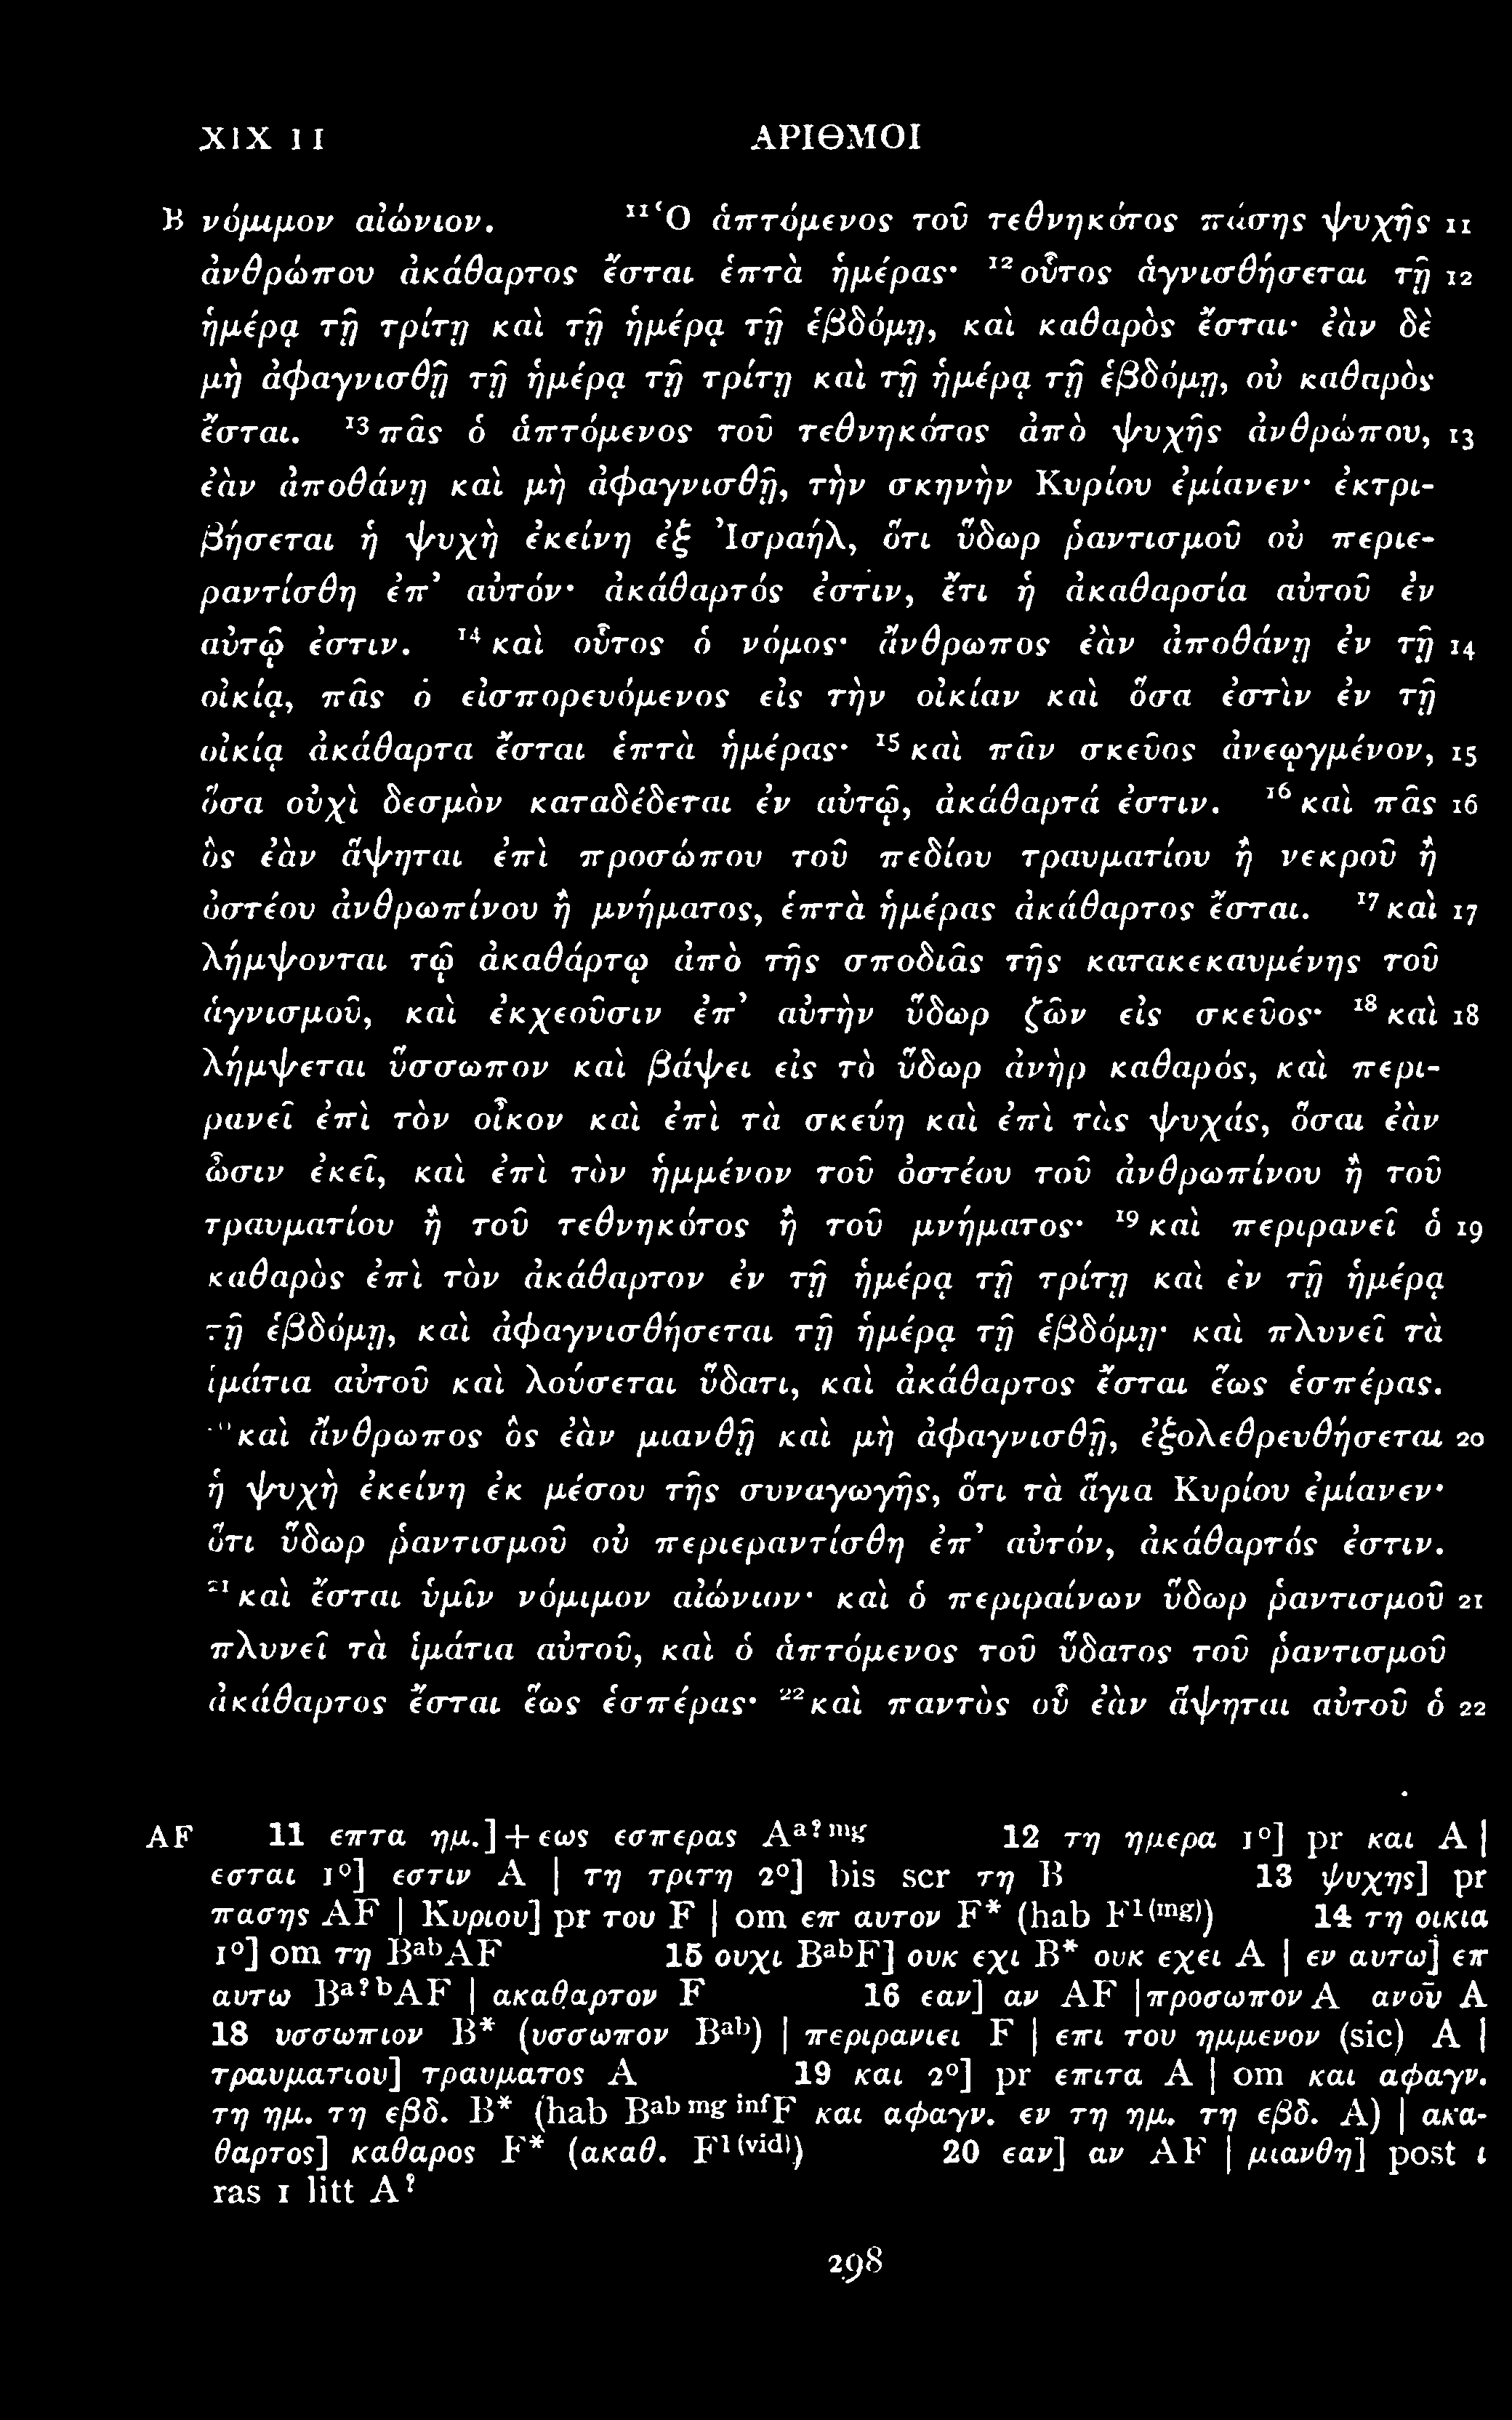 XIX 11 ΑΡΙΘΜΟΙ
B νόμιμον αἰώνιον. ¹¹Ὁ ἁπτόμενος τοῦ τεθνηκότος πάσης ψυχῆς 11
ἀνθρώπου ἀκάθαρτος ἔσται ἑπτὰ ἡμέρας· ¹²οὗτος ἁγνισθήσεται τῇ 12
ἡμέρᾳ τῇ τρίτῃ καὶ τῇ ἡμέρᾳ τῇ ἑβδόμῃ, καὶ καθαρὸς ἔσται· ἐὰν δὲ
μὴ ἀφαγνισθῇ τῇ ἡμέρᾳ τῇ τρίτῃ καὶ τῇ ἡμέρᾳ τῇ ἑβδόμῃ, οὐ καθαρὸς
ἔσται. ¹³πᾶς ὁ ἁπτόμενος τοῦ τεθνηκότος ἀπὸ ψυχῆς ἀνθρώπου, 13
ἐὰν ἀποθάνῃ καὶ μὴ ἀφαγνισθῇ, τὴν σκηνὴν Κυρίου ἐμίανεν· ἐκτρι-
βήσεται ἡ ψυχὴ ἐκείνη ἐξ Ἰσραήλ, ὅτι ὕδωρ ῥαντισμοῦ οὐ περιε-
ραντίσθη ἐπ᾽ αὐτόν· ἀκάθαρτός ἐστιν, ἔτι ἡ ἀκαθαρσία αὐτοῦ ἐν
αὐτῷ ἐστιν. ¹⁴καὶ οὗτος ὁ νόμος· ἄνθρωπος ἐὰν ἀποθάνῃ ἐν τῇ 14
οἰκίᾳ, πᾶς ὁ εἰσπορευόμενος εἰς τὴν οἰκίαν καὶ ὅσα ἐστὶν ἐν τῇ
οἰκίᾳ ἀκάθαρτα ἔσται ἑπτὰ ἡμέρας· ¹⁵καὶ πᾶν σκεῦος ἀνεῳγμένον, 15
ὅσα οὐχὶ δεσμὸν καταδέδεται ἐν αὐτῷ, ἀκάθαρτά ἐστιν. ¹⁶καὶ πᾶς 16
ὃς ἐὰν ἅψηται ἐπὶ προσώπου τοῦ πεδίου τραυματίου ἢ νεκροῦ ἢ
ὀστέου ἀνθρωπίνου ἢ μνήματος, ἑπτὰ ἡμέρας ἀκάθαρτος ἔσται. ¹⁷καὶ 17
λήμψονται τῷ ἀκαθάρτῳ ἀπὸ τῆς σποδιᾶς τῆς κατακεκαυμένης τοῦ
ἁγνισμοῦ, καὶ ἐκχεοῦσιν ἐπ᾽ αὐτὴν ὕδωρ ζῶν εἰς σκεῦος· ¹⁸καὶ 18
λήμψεται ὕσσωπον καὶ βάψει εἰς τὸ ὕδωρ ἀνὴρ καθαρός, καὶ περι-
ρανεῖ ἐπὶ τὸν οἶκον καὶ ἐπὶ τὰ σκεύη καὶ ἐπὶ τὰς ψυχάς, ὅσαι ἐὰν
ὦσιν ἐκεῖ, καὶ ἐπὶ τὸν ἡμμένον τοῦ ὀστέου τοῦ ἀνθρωπίνου ἢ τοῦ
τραυματίου ἢ τοῦ τεθνηκότος ἢ τοῦ μνήματος· ¹⁹καὶ περιρανεῖ ὁ 19
καθαρὸς ἐπὶ τὸν ἀκάθαρτον ἐν τῇ ἡμέρᾳ τῇ τρίτῃ καὶ ἐν τῇ ἡμέρᾳ
τῇ ἑβδόμῃ, καὶ ἀφαγνισθήσεται τῇ ἡμέρᾳ τῇ ἑβδόμῃ· καὶ πλυνεῖ τὰ
ἱμάτια αὐτοῦ καὶ λούσεται ὕδατι, καὶ ἀκάθαρτος ἔσται ἕως ἑσπέρας.
²⁰καὶ ἄνθρωπος ὃς ἐὰν μιανθῇ καὶ μὴ ἀφαγνισθῇ, ἐξολεθρευθήσεται 20
ἡ ψυχὴ ἐκείνη ἐκ μέσου τῆς συναγωγῆς, ὅτι τὰ ἅγια Κυρίου ἐμίανεν·
ὅτι ὕδωρ ῥαντισμοῦ οὐ περιεραντίσθη ἐπ᾽ αὐτόν, ἀκάθαρτός ἐστιν.
²¹καὶ ἔσται ὑμῖν νόμιμον αἰώνιον· καὶ ὁ περιραίνων ὕδωρ ῥαντισμοῦ 21
πλυνεῖ τὰ ἱμάτια αὐτοῦ, καὶ ὁ ἁπτόμενος τοῦ ὕδατος τοῦ ῥαντισμοῦ
ἀκάθαρτος ἔσται ἕως ἑσπέρας· ²²καὶ παντὸς οὗ ἐὰν ἅψηται αὐτοῦ ὁ 22
AF 11 επτα ημ.] + εως εσπερας Aᵃ?ᵐᵍ 12 τη ημερα 1°] pr και A |
εσται 1°] εστιν A | τη τριτη 2°] bis scr τη B 13 ψυχης] pr
πασης AF | Κυριου] pr του F | om επ αυτον F* (hab F¹⁽ᵐᵍ⁾) 14 τη οικια
1°] om τη BᵃᵇAF 15 ουχι BᵃᵇF] ουκ εχι B* ουκ εχει A | εν αυτω] επ
αυτω Bᵃ?ᵇAF | ακαθαρτον F 16 εαν] αν AF | προσωπον A ανου̅ A
18 υσσωπιον B* (υσσωπον Bᵃᵇ) | περιρανιει F | επι του ημμενον (sic) A |
τραυματιου] τραυματος A 19 και 2°] pr επιτα A | om και αφαγν.
τη ημ. τη εβδ. B* (hab Bᵃᵇ ᵐᵍ ⁱⁿᶠF και αφαγν. εν τη ημ. τη εβδ. A) | ακα-
θαρτος] καθαρος F* (ακαθ. F¹⁽ᵛⁱᵈ⁾) 20 εαν] αν AF | μιανθη] post ι
ras 1 litt A?
298